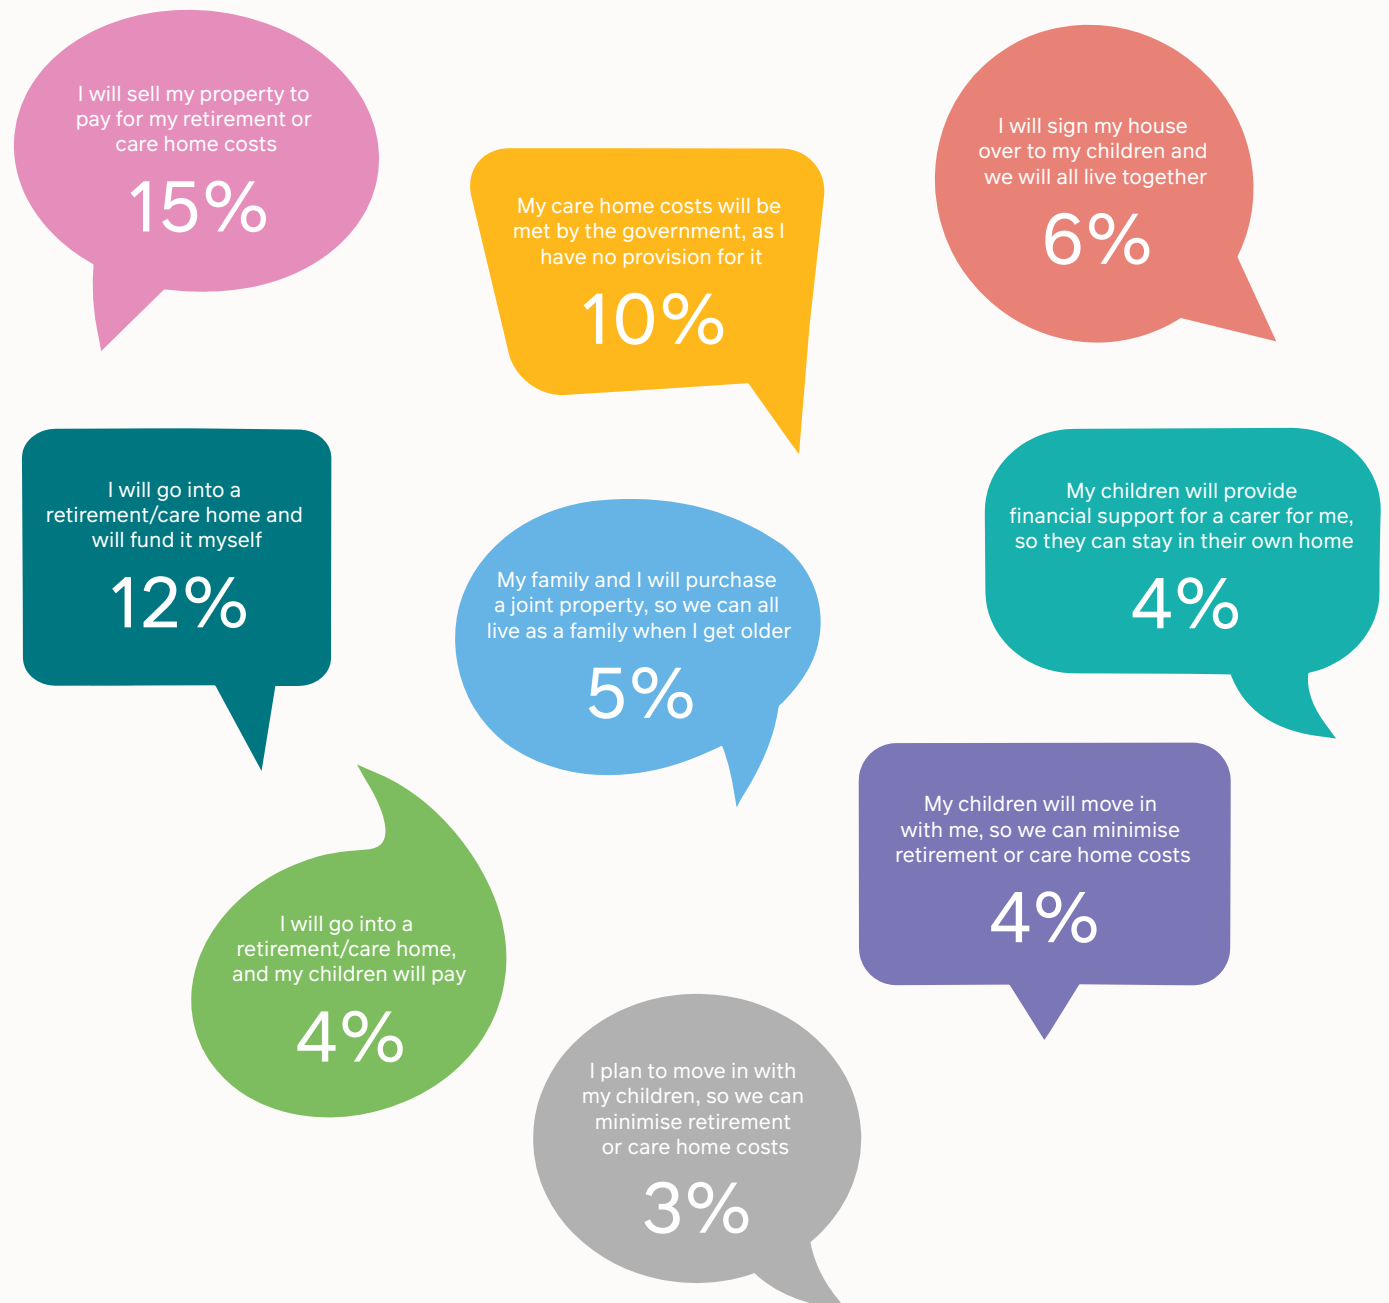 I will sell my property to
pay for my retirement or
care home costs
15%
My care home costs will be
met by the government, as I
have no provision for it
10%
I will sign my house
over to my children and
we will all live together
6%
I will go into a
retirement/care home and
will fund it myself
12%
My family and I will purchase
a joint property, so we can all
live as a family when I get older
5%
My children will provide
financial support for a carer for me,
so they can stay in their own home
4%
I will go into a
retirement/care home,
and my children will pay
4%
My children will move in
with me, so we can minimise
retirement or care home costs
4%
I plan to move in with
my children, so we can
minimise retirement
or care home costs
3%